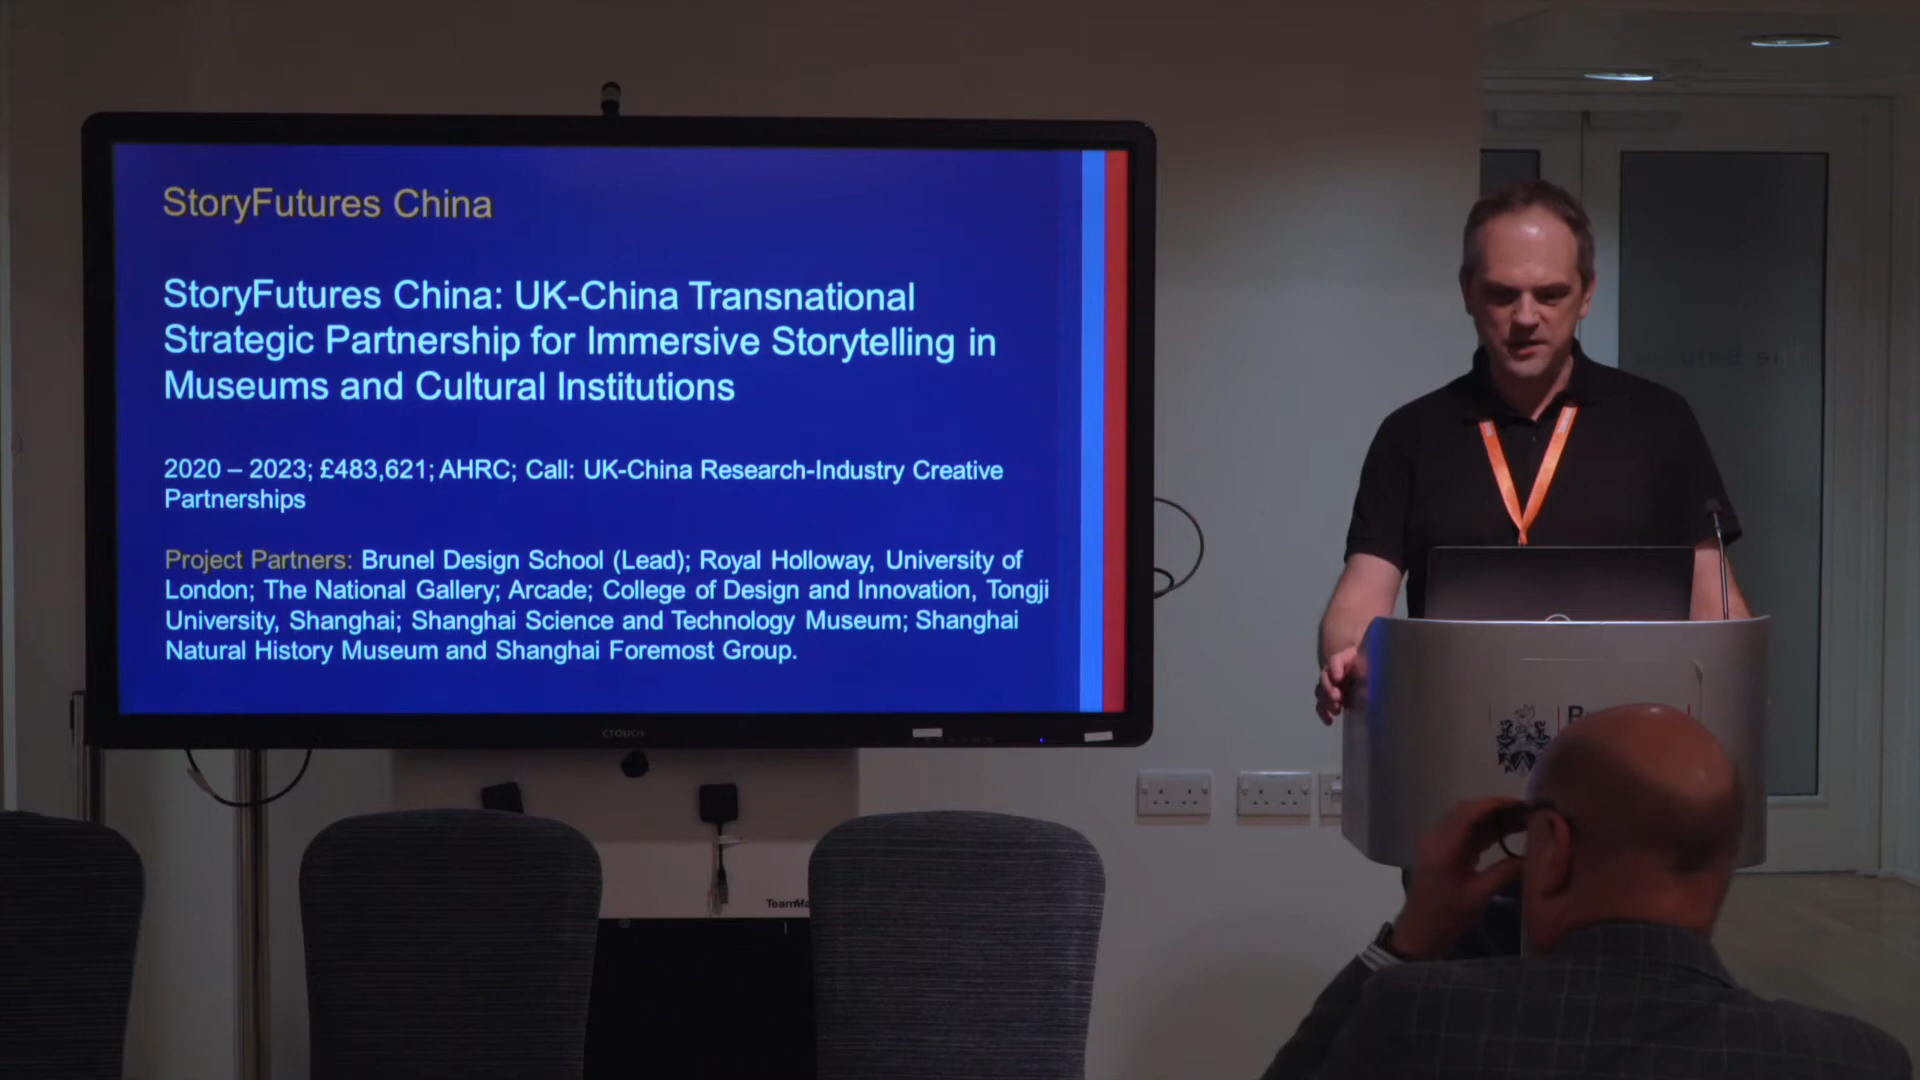 StoryFutures China
StoryFutures China: UK-China Transnational
Strategic Partnership for Immersive Storytelling in
Museums and Cultural Institutions
2020 – 2023; £483,621; AHRC; Call: UK-China Research-Industry Creative
Partnerships
Project Partners: Brunel Design School (Lead); Royal Holloway, University of
London; The National Gallery; Arcade; College of Design and Innovation, Tongji
University, Shanghai; Shanghai Science and Technology Museum; Shanghai
Natural History Museum and Shanghai Foremost Group.
CTOUCH